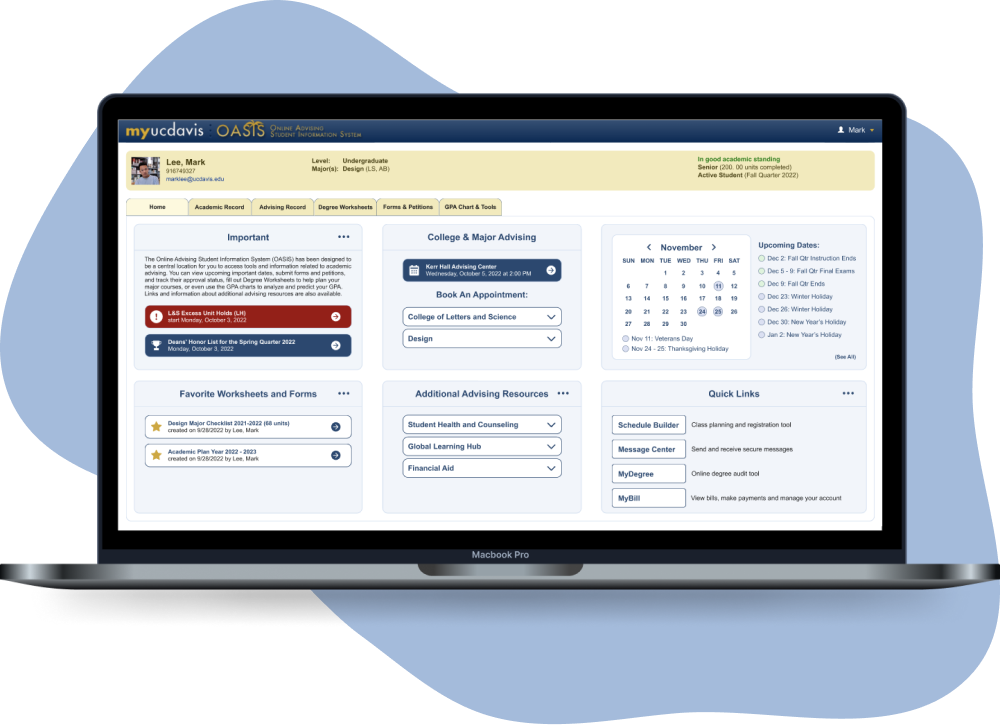 myucdavis OASIS ONLINE ADVISING
STUDENT INFORMATION SYSTEM
Mark
Lee, Mark
916749327
marklee@ucdavis.edu
Level: Undergraduate
Major(s): Design (LS, AB)
In good academic standing
Senior (200. 00 units completed)
Active Student (Fall Quarter 2022)
Home Academic Record Advising Record Degree Worksheets Forms & Petitions GPA Chart & Tools
Important
The Online Advising Student Information System (OASIS) has been designed to
be a central location for you to access tools and information related to academic
advising. You can view upcoming important dates, submit forms and petitions,
and track their approval status, fill out Degree Worksheets to help plan your
major courses, or even use the GPA charts to analyze and predict your GPA.
Links and information about additional advising resources are also available.
L&S Excess Unit Holds (LH)
start Monday, October 3, 2022
Deans' Honor List for the Spring Quarter 2022
Monday, October 3, 2022
College & Major Advising
Kerr Hall Advising Center
Wednesday, October 5, 2022 at 2:00 PM
Book An Appointment:
College of Letters and Science
Design
November
SUN MON TUE WED THU FRI SAT
1 2 3 4 5
6 7 8 9 10 11 12
13 14 15 16 17 18 19
20 21 22 23 24 25 26
27 28 29 30
Nov 11: Veterans Day
Nov 24 - 25: Thanksgiving Holiday
Upcoming Dates:
Dec 2: Fall Qtr Instruction Ends
Dec 5 - 9: Fall Qtr Final Exams
Dec 9: Fall Qtr Ends
Dec 23: Winter Holiday
Dec 26: Winter Holiday
Dec 30: New Year's Holiday
Jan 2: New Year's Holiday
(See All)
Favorite Worksheets and Forms
Design Major Checklist 2021-2022 (68 units)
created on 9/28/2022 by Lee, Mark
Academic Plan Year 2022 - 2023
created on 9/28/2022 by Lee, Mark
Additional Advising Resources
Student Health and Counseling
Global Learning Hub
Financial Aid
Quick Links
Schedule Builder Class planning and registration tool
Message Center Send and receive secure messages
MyDegree Online degree audit tool
MyBill View bills, make payments and manage your account
Macbook Pro